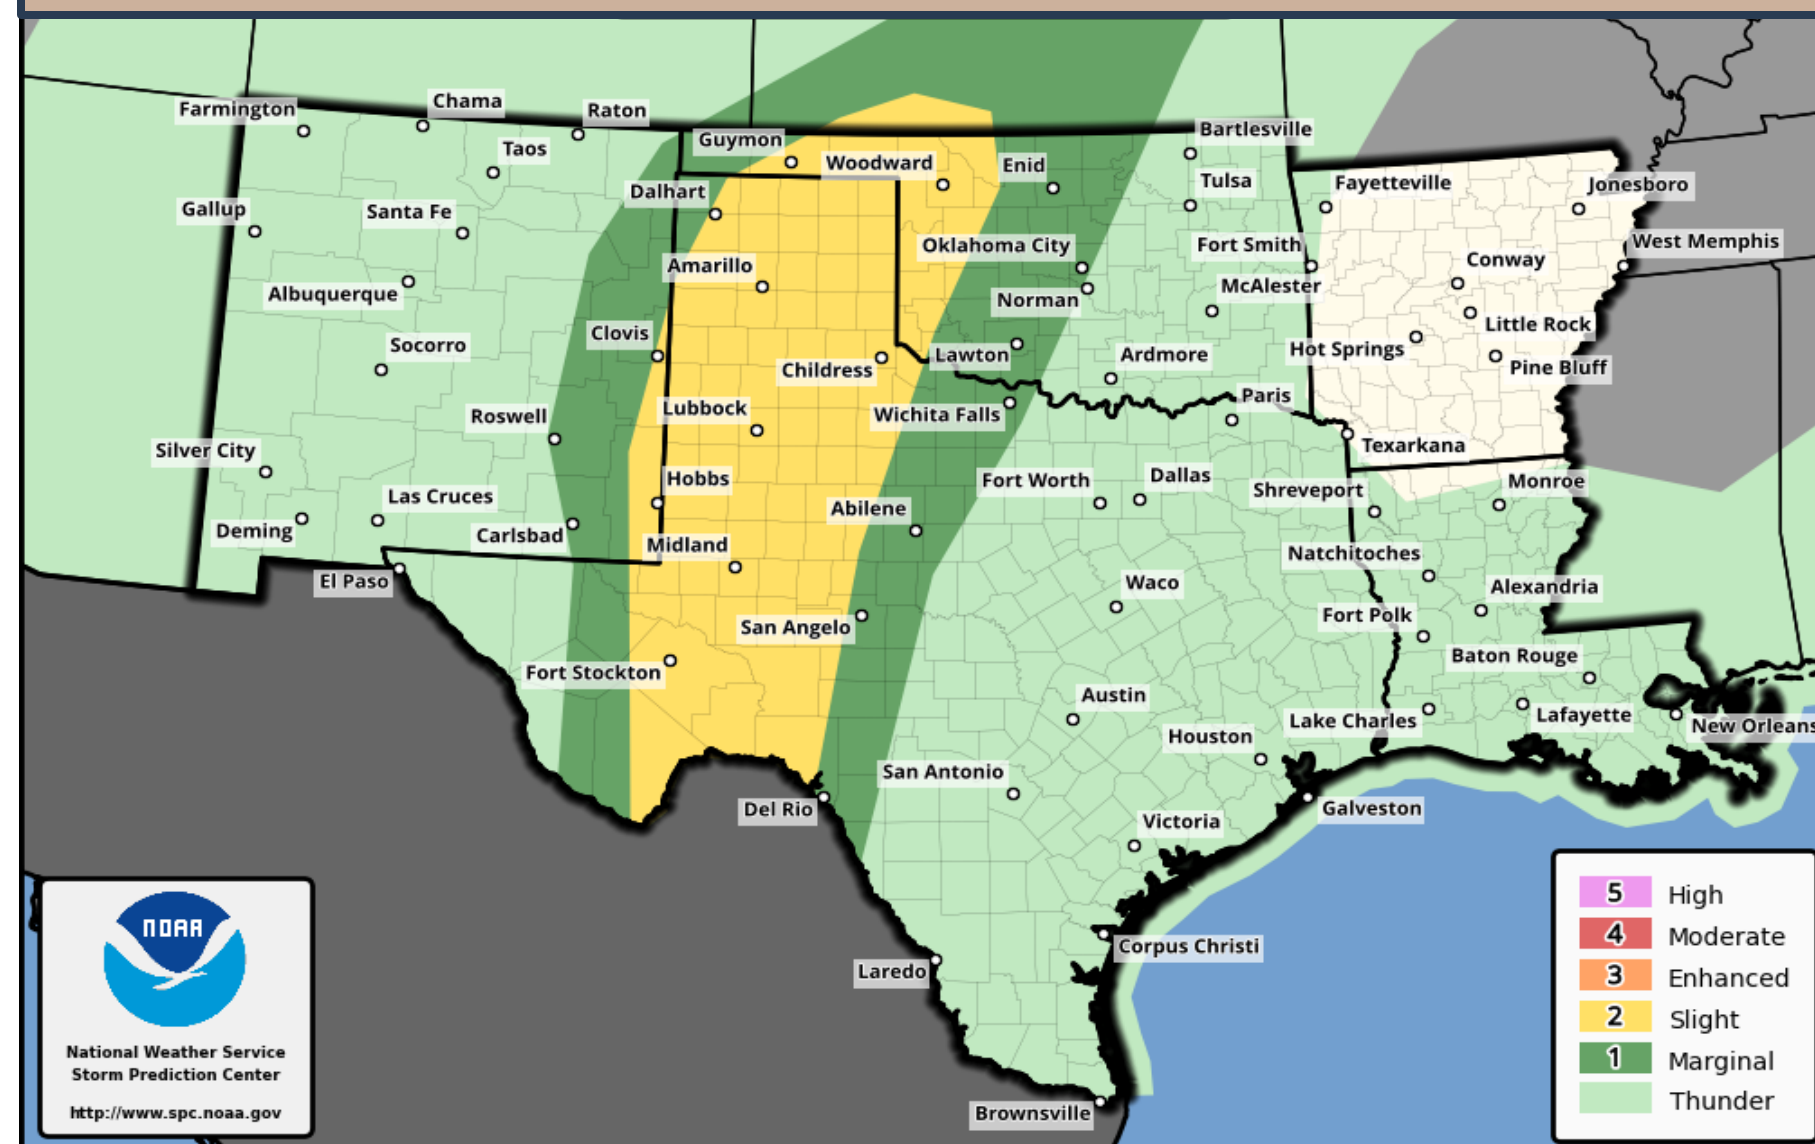 Farmington
Chama
Raton
Taos
Guymon
Woodward
Enid
Bartlesville
Tulsa
Fayetteville
Jonesboro
Gallup
Santa Fe
Dalhart
Oklahoma City
Fort Smith
West Memphis
Albuquerque
Amarillo
Norman
McAlester
Conway
Little Rock
Socorro
Clovis
Childress
Lawton
Ardmore
Hot Springs
Pine Bluff
Roswell
Lubbock
Wichita Falls
Paris
Silver City
Texarkana
Las Cruces
Hobbs
Fort Worth
Dallas
Shreveport
Monroe
Deming
Carlsbad
Midland
Abilene
Natchitoches
El Paso
Waco
Alexandria
San Angelo
Fort Polk
Fort Stockton
Baton Rouge
Austin
Lake Charles
Lafayette
New Orleans
Houston
San Antonio
Del Rio
Galveston
Victoria
Laredo
Corpus Christi
Brownsville
NOAA
National Weather Service
Storm Prediction Center
http://www.spc.noaa.gov
5 High
4 Moderate
3 Enhanced
2 Slight
1 Marginal
Thunder